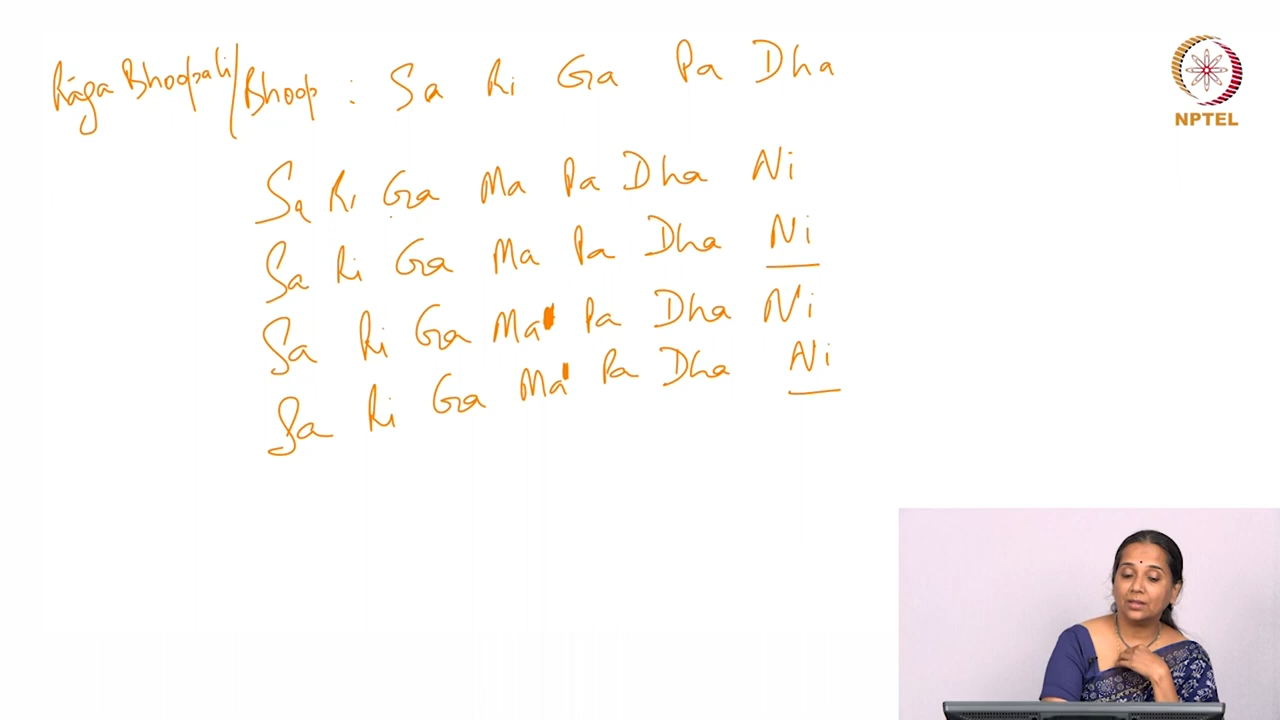 Rāga Bhoopali/Bhoop : Sa Ri Ga Pa Dha
Sa Ri Ga Ma Pa Dha Ni
Sa Ri Ga Ma Pa Dha Ni
Sa Ri Ga Ma' Pa Dha Ni
Sa Ri Ga Ma' Pa Dha Ni
NPTEL